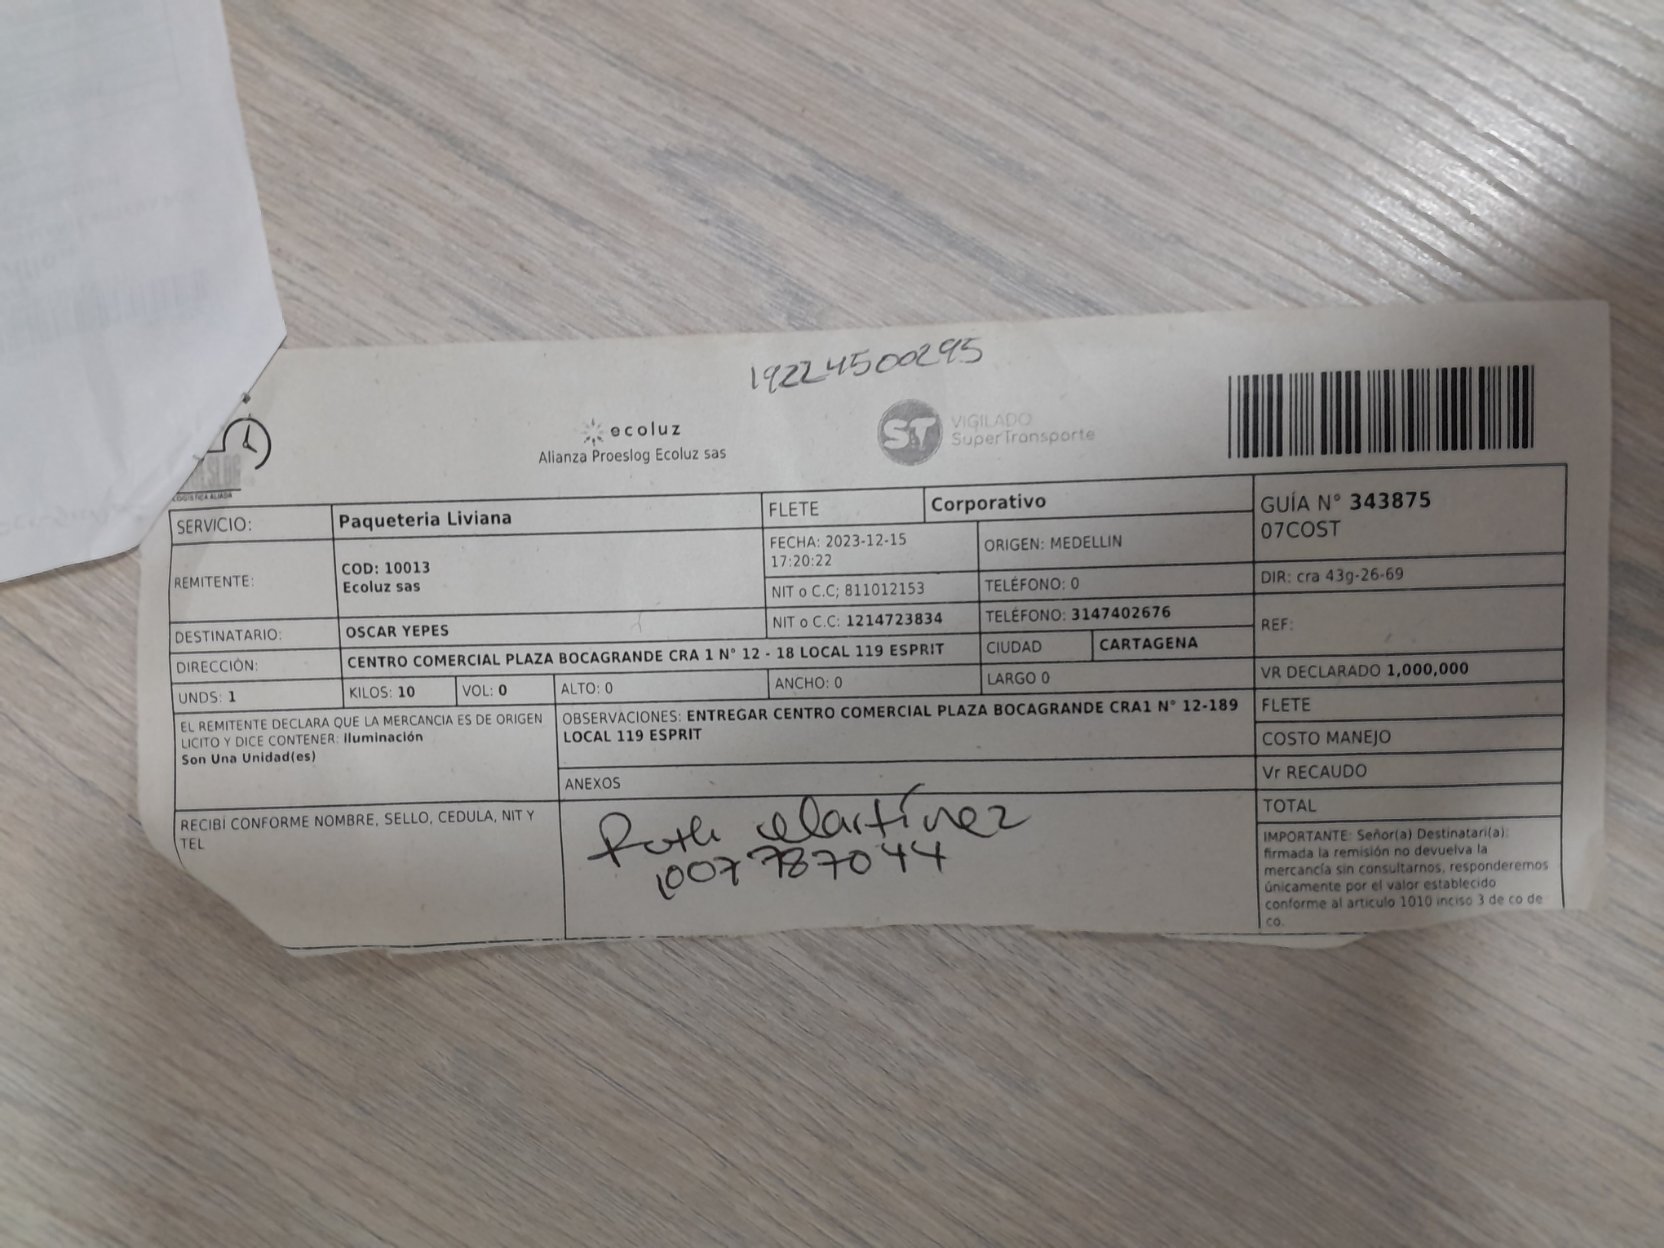 19224500295
ecoluz
Alianza Proeslog Ecoluz sas
ST
VIGILADO
SuperTransporte
LOGÍSTICA ALIADA
SERVICIO: Paqueteria Liviana
FLETE Corporativo
GUÍA N° 343875
07COST
REMITENTE: COD: 10013
Ecoluz sas
FECHA: 2023-12-15
17:20:22
ORIGEN: MEDELLIN
NIT o C.C; 811012153
TELÉFONO: 0
DIR: cra 43g-26-69
DESTINATARIO: OSCAR YEPES
NIT o C.C: 1214723834
TELÉFONO: 3147402676
REF:
DIRECCIÓN: CENTRO COMERCIAL PLAZA BOCAGRANDE CRA 1 N° 12 - 18 LOCAL 119 ESPRIT
CIUDAD CARTAGENA
UNDS: 1 KILOS: 10 VOL: 0 ALTO: 0 ANCHO: 0 LARGO 0
VR DECLARADO 1,000,000
EL REMITENTE DECLARA QUE LA MERCANCIA ES DE ORIGEN
LICITO Y DICE CONTENER: Iluminación
Son Una Unidad(es)
OBSERVACIONES: ENTREGAR CENTRO COMERCIAL PLAZA BOCAGRANDE CRA1 N° 12-189
LOCAL 119 ESPRIT
ANEXOS
FLETE
COSTO MANEJO
Vr RECAUDO
TOTAL
RECIBÍ CONFORME NOMBRE, SELLO, CEDULA, NIT Y
TEL
Ruth Martínez
1007787044
IMPORTANTE: Señor(a) Destinatari(a):
firmada la remisión no devuelva la
mercancía sin consultarnos, responderemos
únicamente por el valor establecido
conforme al articulo 1010 inciso 3 de co de
co.